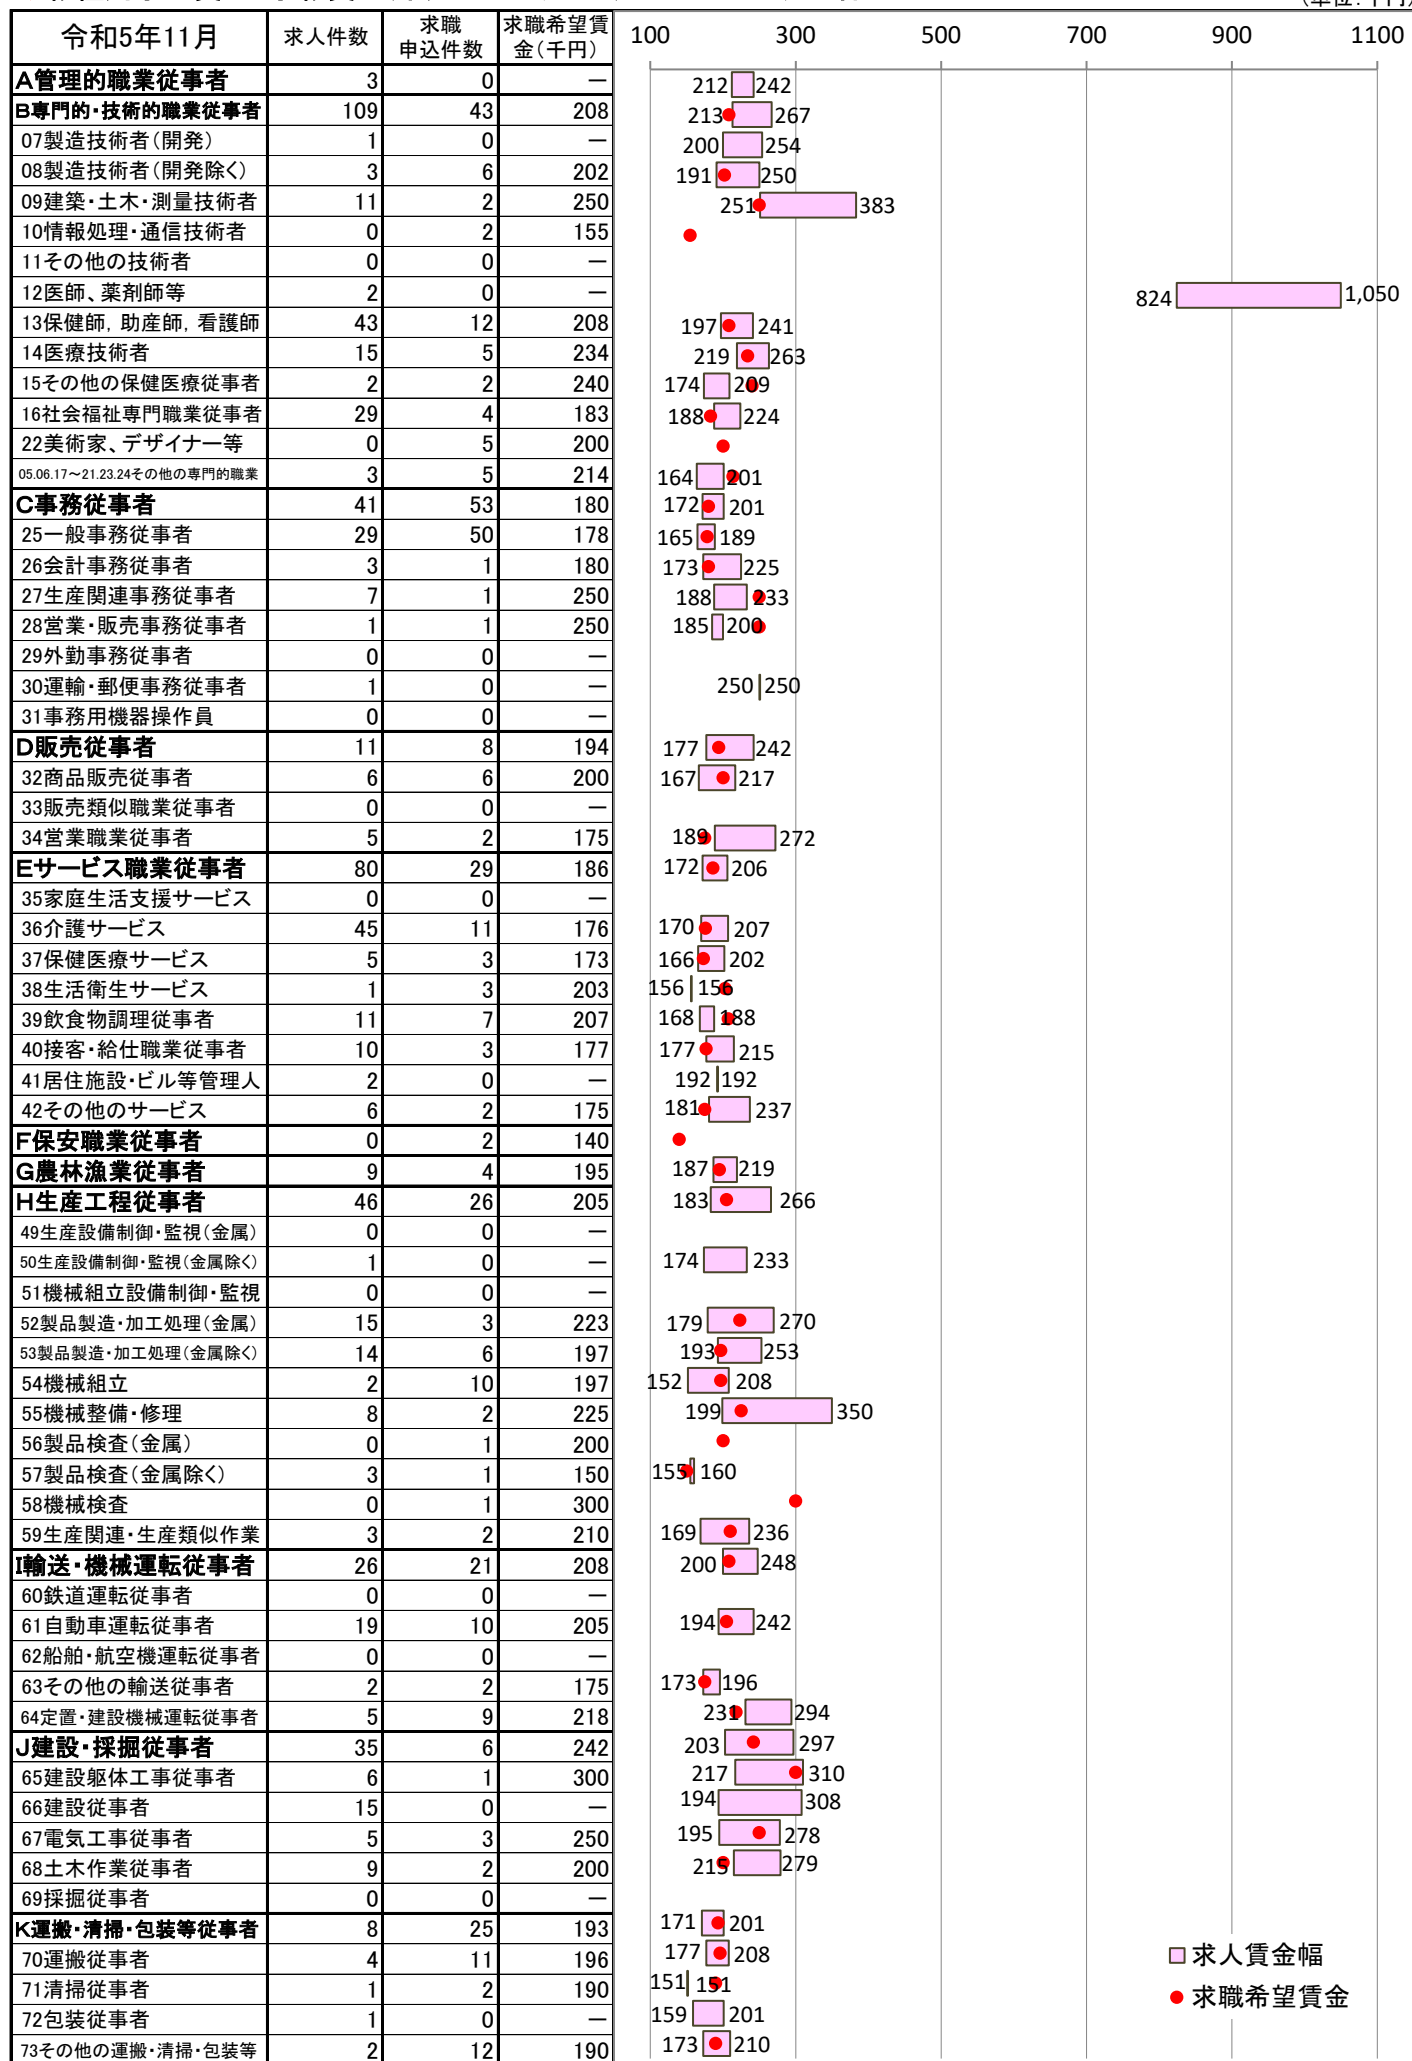 (単位:千円)
令和5年11月 求人件数 求職申込件数 求職希望賃金(千円) 100 300 500 700 900 1100
A管理的職業従事者 3 0 ― 212 242
B専門的・技術的職業従事者 109 43 208 213 267
07製造技術者(開発) 1 0 ― 200 254
08製造技術者(開発除く) 3 6 202 191 250
09建築・土木・測量技術者 11 2 250 251 383
10情報処理・通信技術者 0 2 155
11その他の技術者 0 0 ―
12医師、薬剤師等 2 0 ― 824 1,050
13保健師，助産師，看護師 43 12 208 197 241
14医療技術者 15 5 234 219 263
15その他の保健医療従事者 2 2 240 174 209
16社会福祉専門職業従事者 29 4 183 188 224
22美術家、デザイナー等 0 5 200
05.06.17～21.23.24その他の専門的職業 3 5 214 164 201
C事務従事者 41 53 180 172 201
25一般事務従事者 29 50 178 165 189
26会計事務従事者 3 1 180 173 225
27生産関連事務従事者 7 1 250 188 233
28営業・販売事務従事者 1 1 250 185 200
29外勤事務従事者 0 0 ―
30運輸・郵便事務従事者 1 0 ― 250 250
31事務用機器操作員 0 0 ―
D販売従事者 11 8 194 177 242
32商品販売従事者 6 6 200 167 217
33販売類似職業従事者 0 0 ―
34営業職業従事者 5 2 175 189 272
Eサービス職業従事者 80 29 186 172 206
35家庭生活支援サービス 0 0 ―
36介護サービス 45 11 176 170 207
37保健医療サービス 5 3 173 166 202
38生活衛生サービス 1 3 203 156 156
39飲食物調理従事者 11 7 207 168 188
40接客・給仕職業従事者 10 3 177 177 215
41居住施設・ビル等管理人 2 0 ― 192 192
42その他のサービス 6 2 175 181 237
F保安職業従事者 0 2 140
G農林漁業従事者 9 4 195 187 219
H生産工程従事者 46 26 205 183 266
49生産設備制御・監視(金属) 0 0 ―
50生産設備制御・監視(金属除く) 1 0 ― 174 233
51機械組立設備制御・監視 0 0 ―
52製品製造・加工処理(金属) 15 3 223 179 270
53製品製造・加工処理(金属除く) 14 6 197 193 253
54機械組立 2 10 197 152 208
55機械整備・修理 8 2 225 199 350
56製品検査(金属) 0 1 200
57製品検査(金属除く) 3 1 150 155 160
58機械検査 0 1 300
59生産関連・生産類似作業 3 2 210 169 236
I輸送・機械運転従事者 26 21 208 200 248
60鉄道運転従事者 0 0 ―
61自動車運転従事者 19 10 205 194 242
62船舶・航空機運転従事者 0 0 ―
63その他の輸送従事者 2 2 175 173 196
64定置・建設機械運転従事者 5 9 218 231 294
J建設・採掘従事者 35 6 242 203 297
65建設躯体工事従事者 6 1 300 217 310
66建設従事者 15 0 ― 194 308
67電気工事従事者 5 3 250 195 278
68土木作業従事者 9 2 200 215 279
69採掘従事者 0 0 ―
K運搬・清掃・包装等従事者 8 25 193 171 201
70運搬従事者 4 11 196 177 208
71清掃従事者 1 2 190 151 151
72包装従事者 1 0 ― 159 201
73その他の運搬・清掃・包装等 2 12 190 173 210
求人賃金幅
求職希望賃金